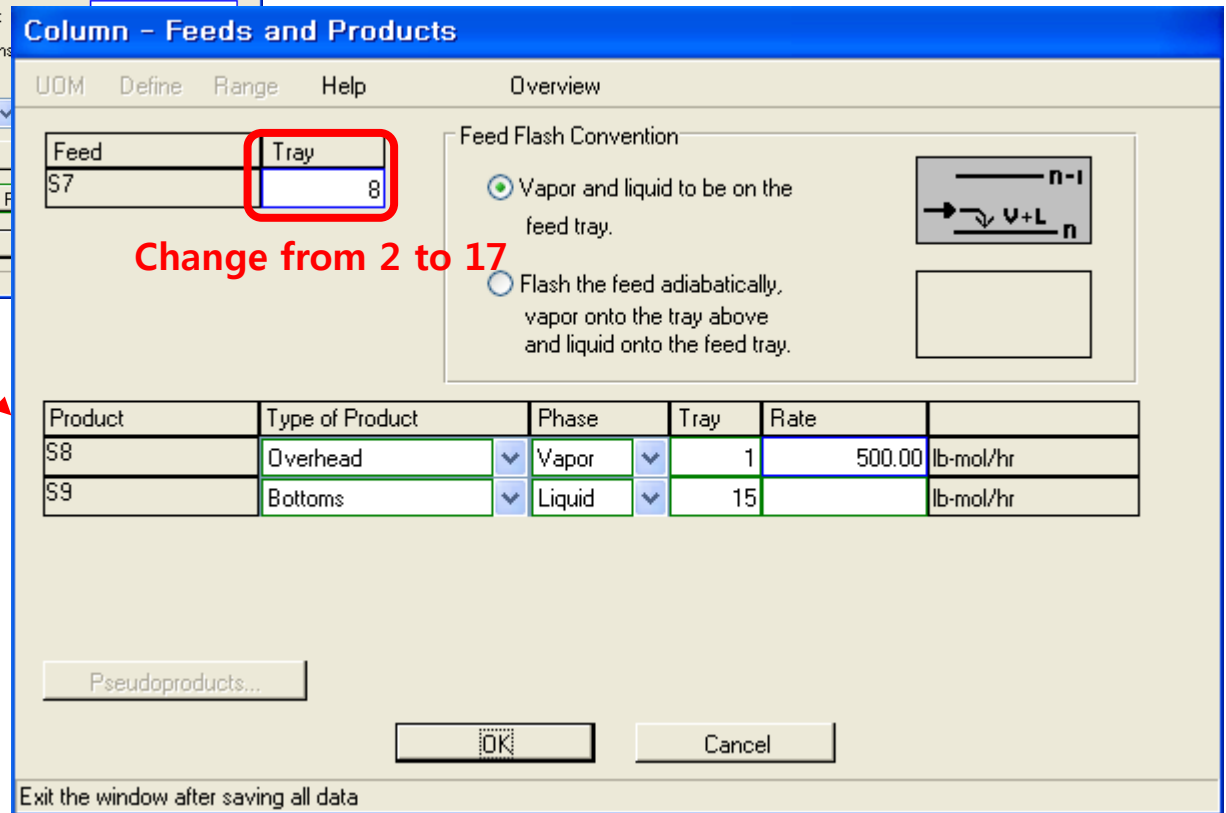 Column - Feeds and Products
UOM Define Range Help Overview
Feed Tray
S7 8
Change from 2 to 17
Feed Flash Convention
Vapor and liquid to be on the
feed tray.
n-1
V+L
n
Flash the feed adiabatically,
vapor onto the tray above
and liquid onto the feed tray.
Product Type of Product Phase Tray Rate
S8 Overhead Vapor 1 500.00 lb-mol/hr
S9 Bottoms Liquid 15 lb-mol/hr
Pseudoproducts...
OK Cancel
Exit the window after saving all data